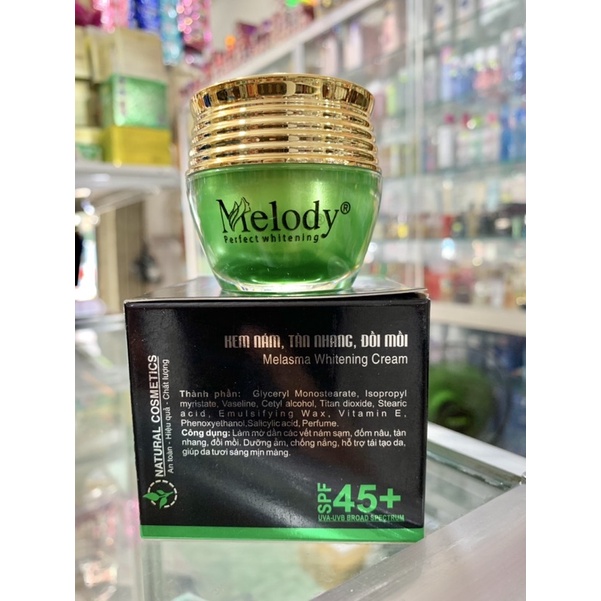 Melody®
Perfect whitening
KEM NÁM, TÀN NHANG, ĐỒI MỒI
Melasma Whitening Cream
Thành phần: Glyceryl Monostearate, Isopropyl
myristate, Vaseline, Cetyl alcohol, Titan dioxide, Stearic
acid, Emulsifying Wax, Vitamin E,
Phenoxyethanol,Salicylic acid, Perfume.
Công dụng: Làm mờ dần các vết nám sạm, đốm nâu, tàn
nhang, đồi mồi. Dưỡng ẩm, chống nắng, hỗ trợ tái tạo da,
giúp da tươi sáng mịn màng.
NATURAL COSMETICS
An toàn - Hiệu quả - Chất lượng
SPF 45+
UVA-UVB BROAD SPECTRUM